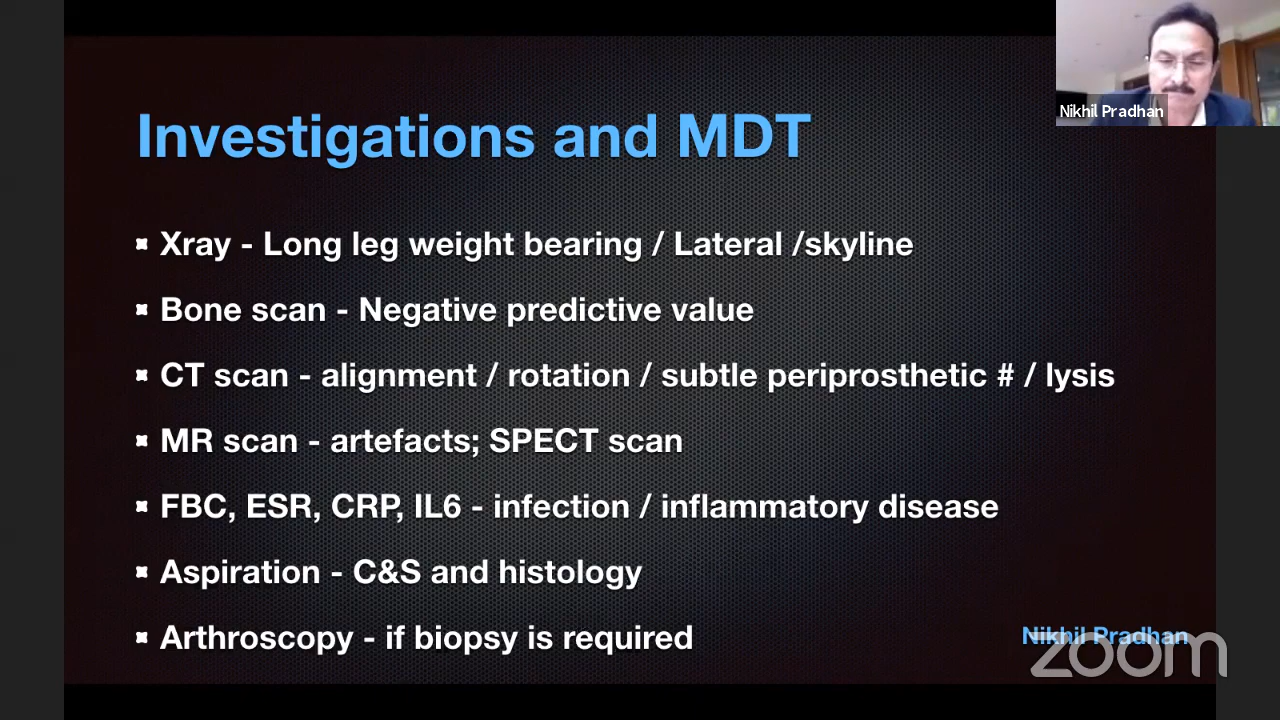 Nikhil Pradhan
Investigations and MDT
Xray - Long leg weight bearing / Lateral /skyline
Bone scan - Negative predictive value
CT scan - alignment / rotation / subtle periprosthetic # / lysis
MR scan - artefacts; SPECT scan
FBC, ESR, CRP, IL6 - infection / inflammatory disease
Aspiration - C&S and histology
Arthroscopy - if biopsy is required
Nikhil Pradhan
zoom